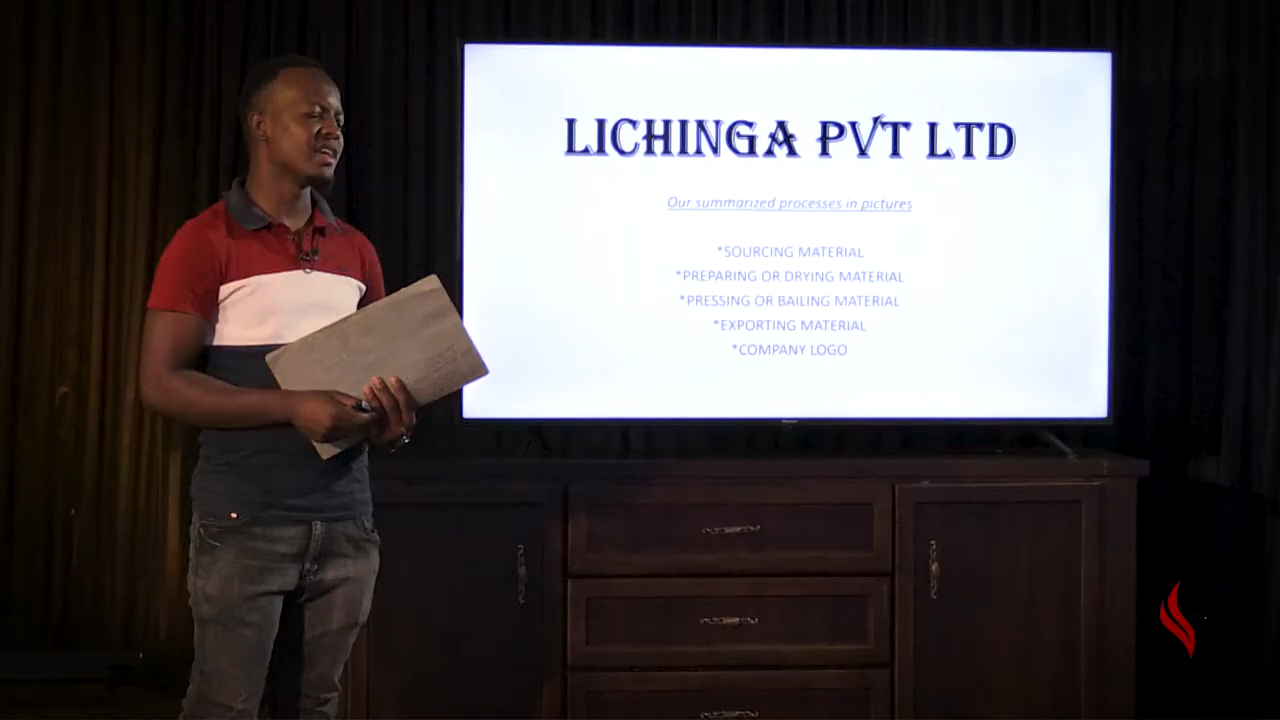 LICHINGA PVT LTD
Our summarized processes in pictures
*SOURCING MATERIAL
*PREPARING OR DRYING MATERIAL
*PRESSING OR BAILING MATERIAL
*EXPORTING MATERIAL
*COMPANY LOGO